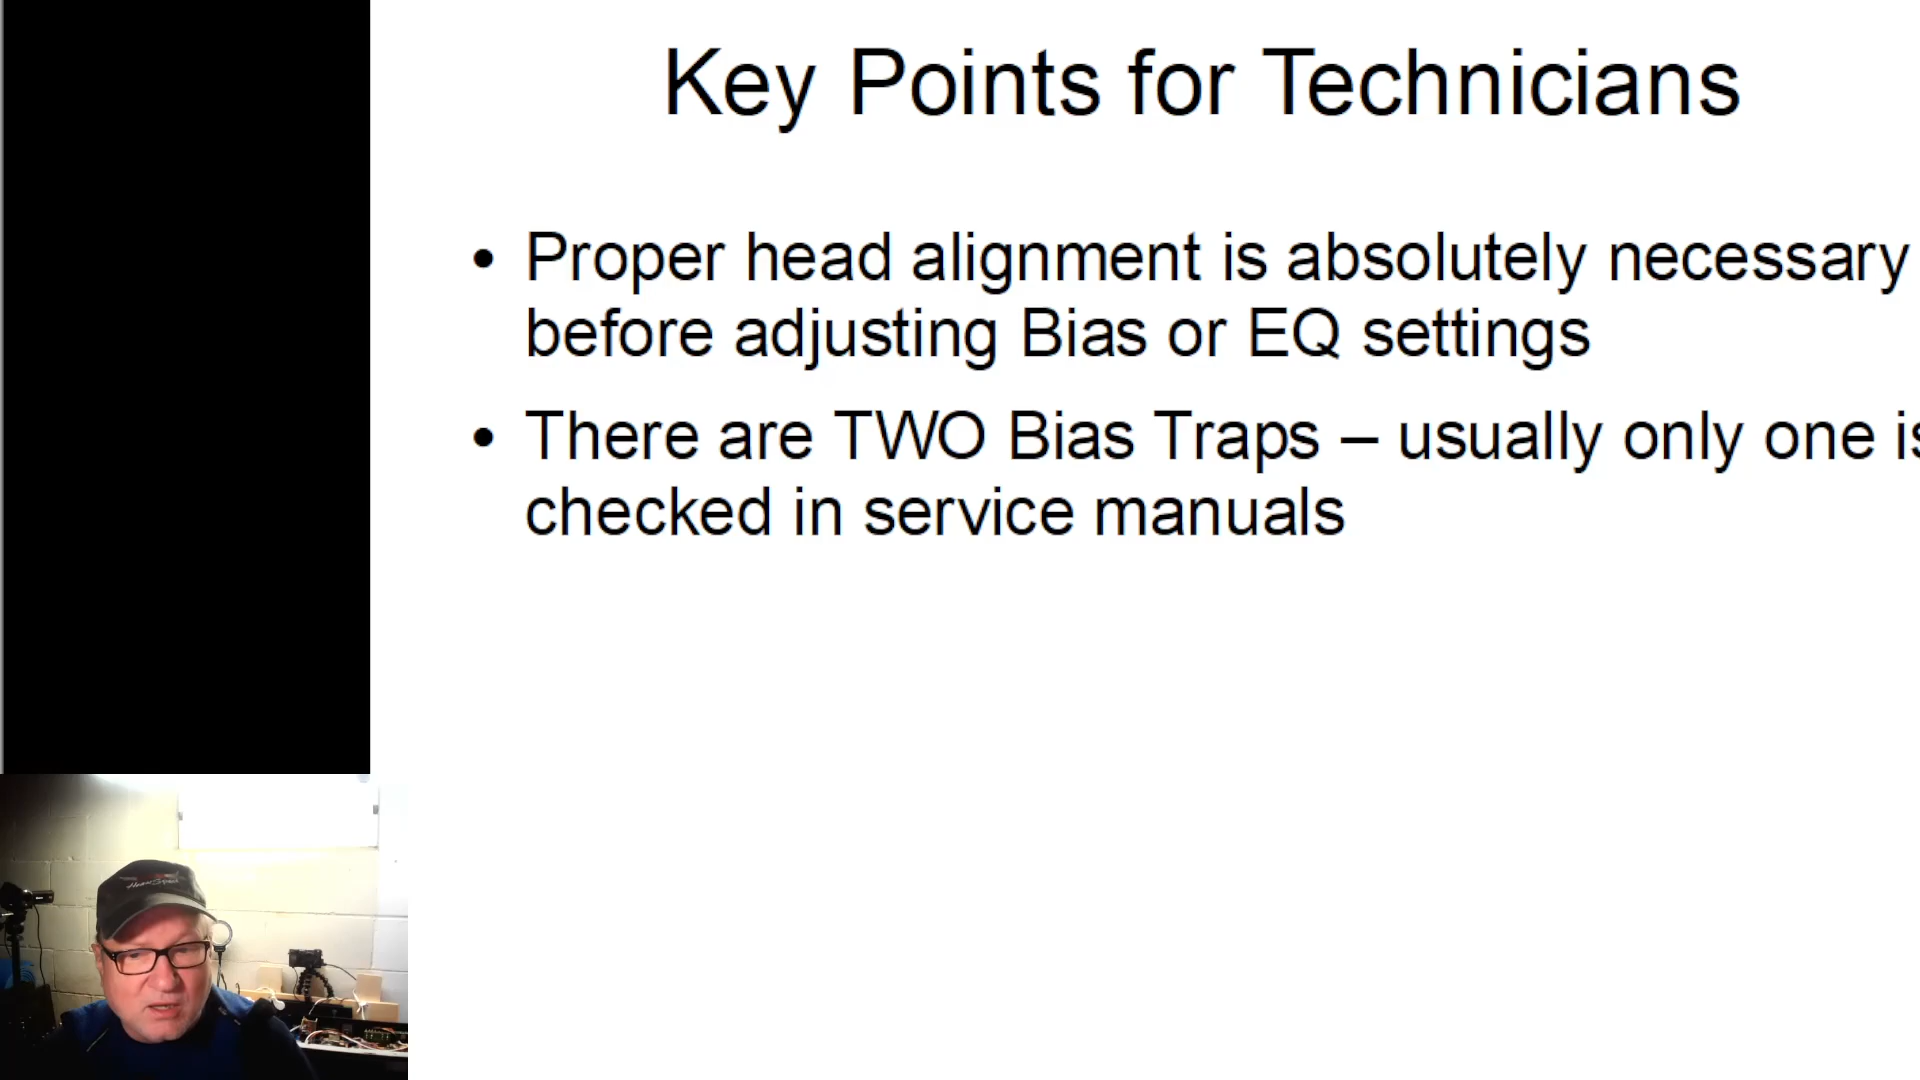 Key Points for Technicians
• Proper head alignment is absolutely necessary
before adjusting Bias or EQ settings
• There are TWO Bias Traps – usually only one is
checked in service manuals